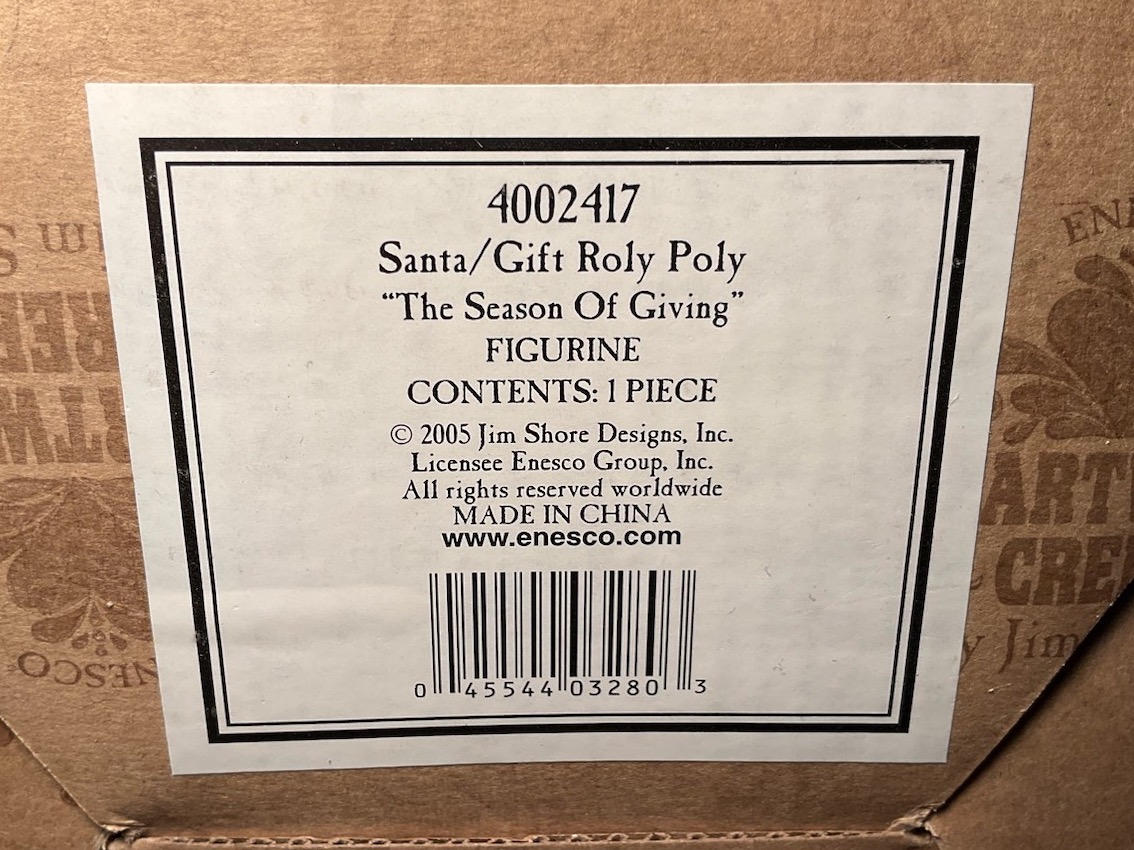 4002417
Santa/Gift Roly Poly
“The Season Of Giving”
FIGURINE
CONTENTS: 1 PIECE
© 2005 Jim Shore Designs, Inc.
Licensee Enesco Group, Inc.
All rights reserved worldwide
MADE IN CHINA
www.enesco.com
0 45544 03280 3
Jim